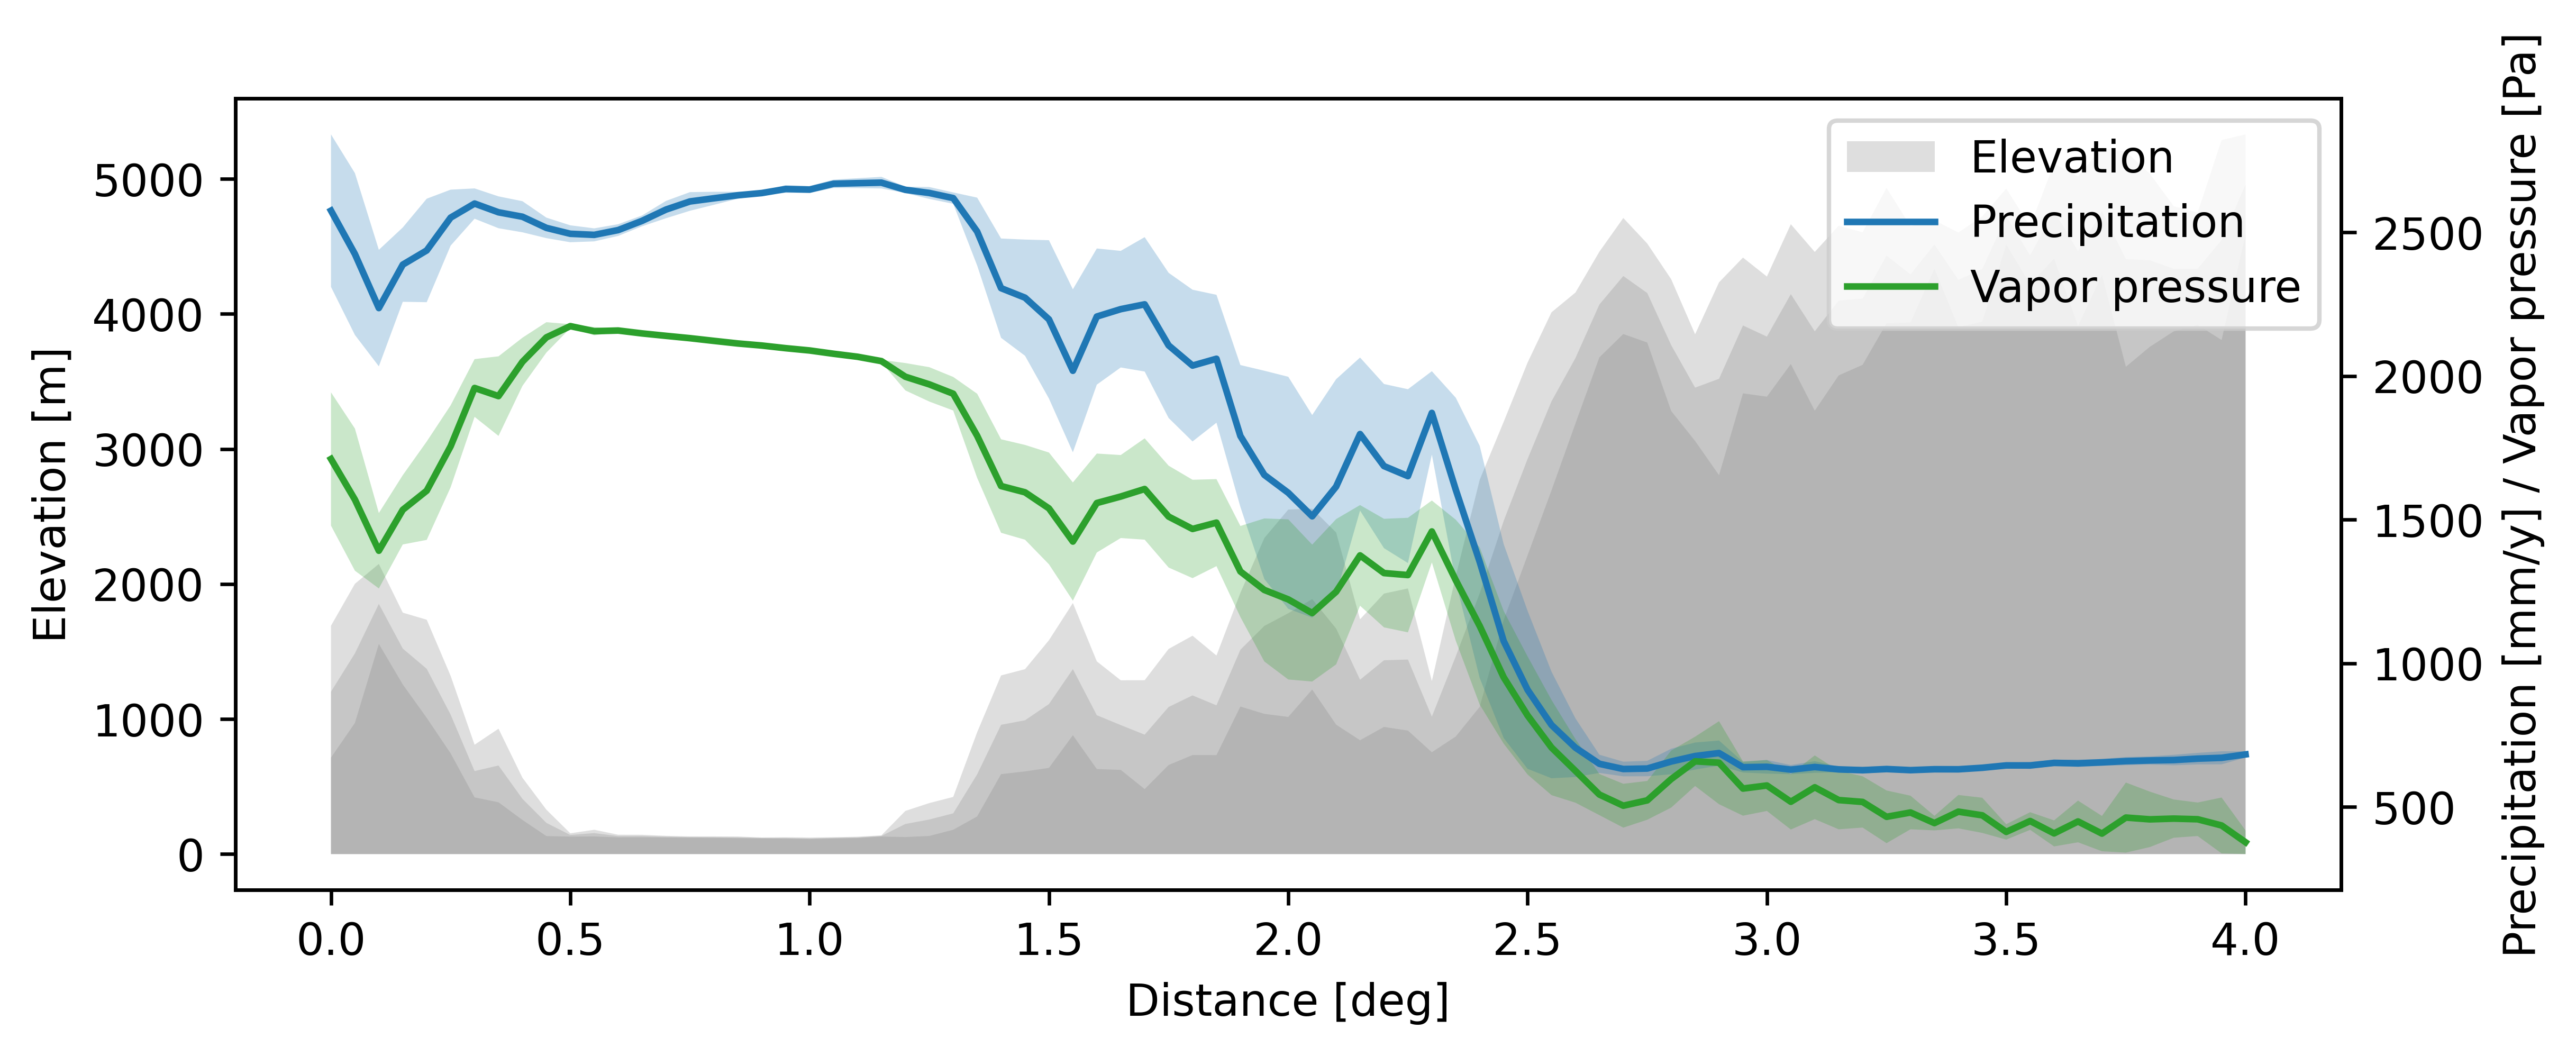 Elevation [m]
5000
4000
3000
2000
1000
0
0.0 0.5 1.0 1.5 2.0 2.5 3.0 3.5 4.0
Distance [deg]
2500
2000
1500
1000
500
Precipitation [mm/y] / Vapor pressure [Pa]
Elevation
Precipitation
Vapor pressure